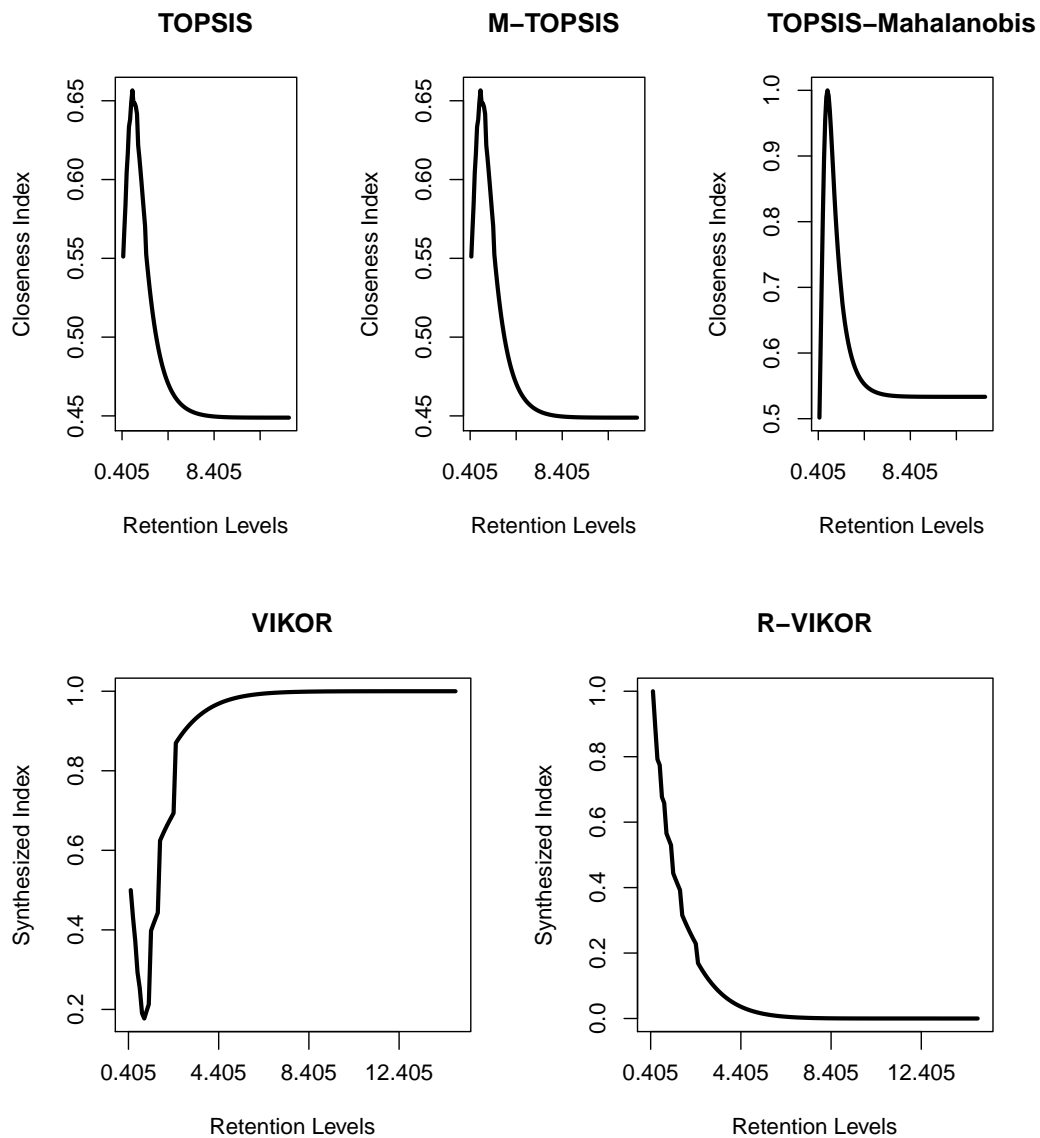 TOPSIS
M−TOPSIS
TOPSIS−Mahalanobis
Closeness Index
0.65
0.60
0.55
0.50
0.45
0.405 8.405
Retention Levels
Closeness Index
0.65
0.60
0.55
0.50
0.45
0.405 8.405
Retention Levels
Closeness Index
1.0
0.9
0.8
0.7
0.6
0.5
0.405 8.405
Retention Levels
VIKOR
R−VIKOR
Synthesized Index
1.0
0.8
0.6
0.4
0.2
0.405 4.405 8.405 12.405
Retention Levels
Synthesized Index
1.0
0.8
0.6
0.4
0.2
0.0
0.405 4.405 8.405 12.405
Retention Levels